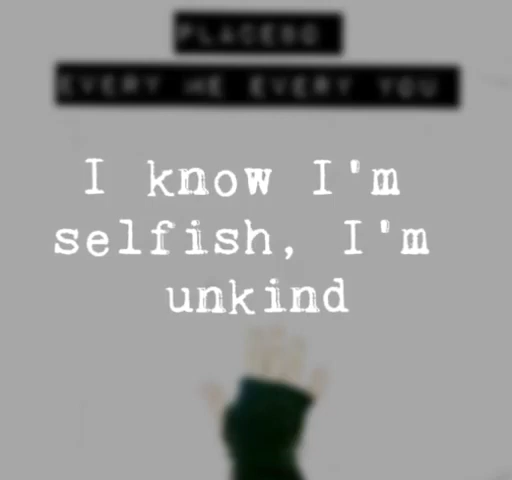 PLACEBO
EVERY ME EVERY YOU
I know I'm
selfish, I'm
unkind